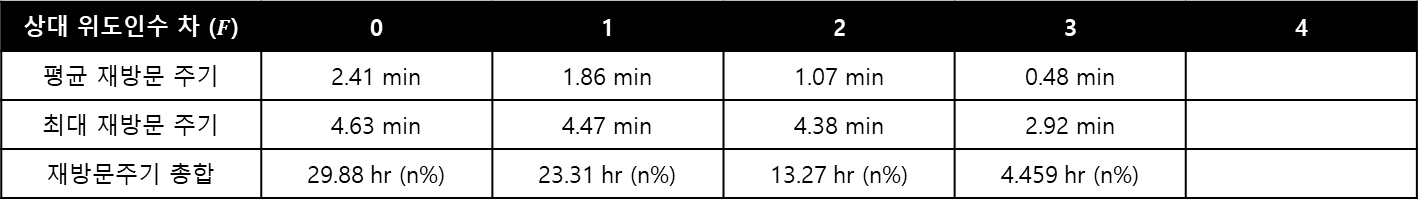 상대 위도인수 차 (F) 0 1 2 3 4
평균 재방문 주기 2.41 min 1.86 min 1.07 min 0.48 min
최대 재방문 주기 4.63 min 4.47 min 4.38 min 2.92 min
재방문주기 총합 29.88 hr (n%) 23.31 hr (n%) 13.27 hr (n%) 4.459 hr (n%)